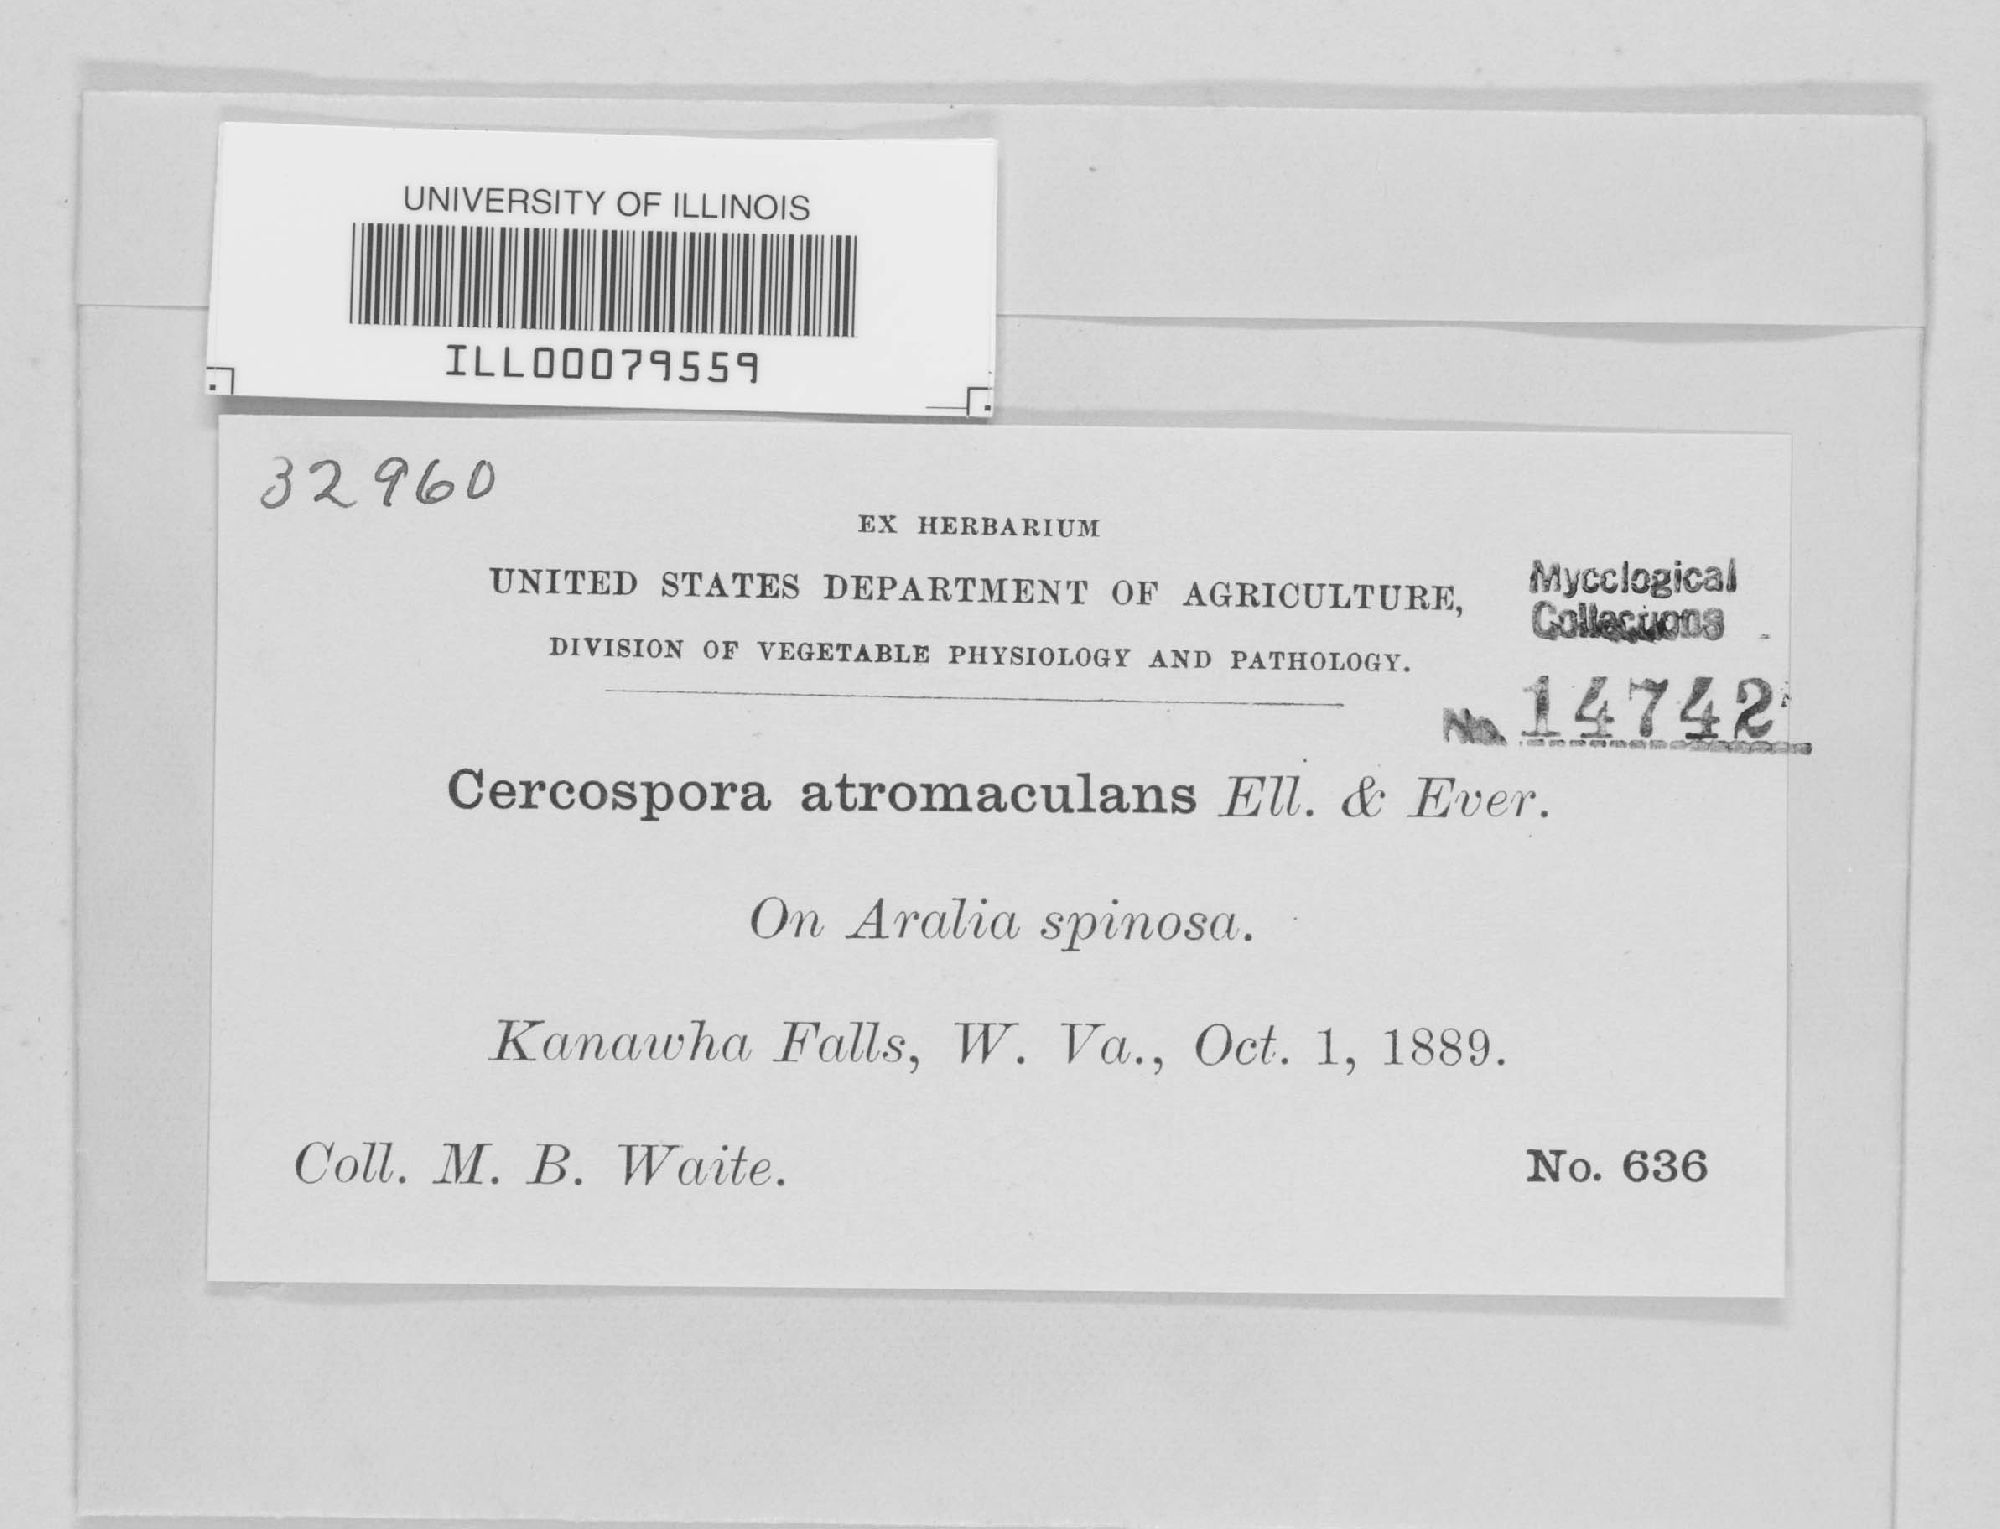 UNIVERSITY OF ILLINOIS
ILL00079559
32960
EX HERBARIUM
UNITED STATES DEPARTMENT OF AGRICULTURE,
DIVISION OF VEGETABLE PHYSIOLOGY AND PATHOLOGY.
Mycological
Collections
No. 14742
Cercospora atromaculans Ell. & Ever.
On Aralia spinosa.
Kanawha Falls, W. Va., Oct. 1, 1889.
Coll. M. B. Waite.
No. 636